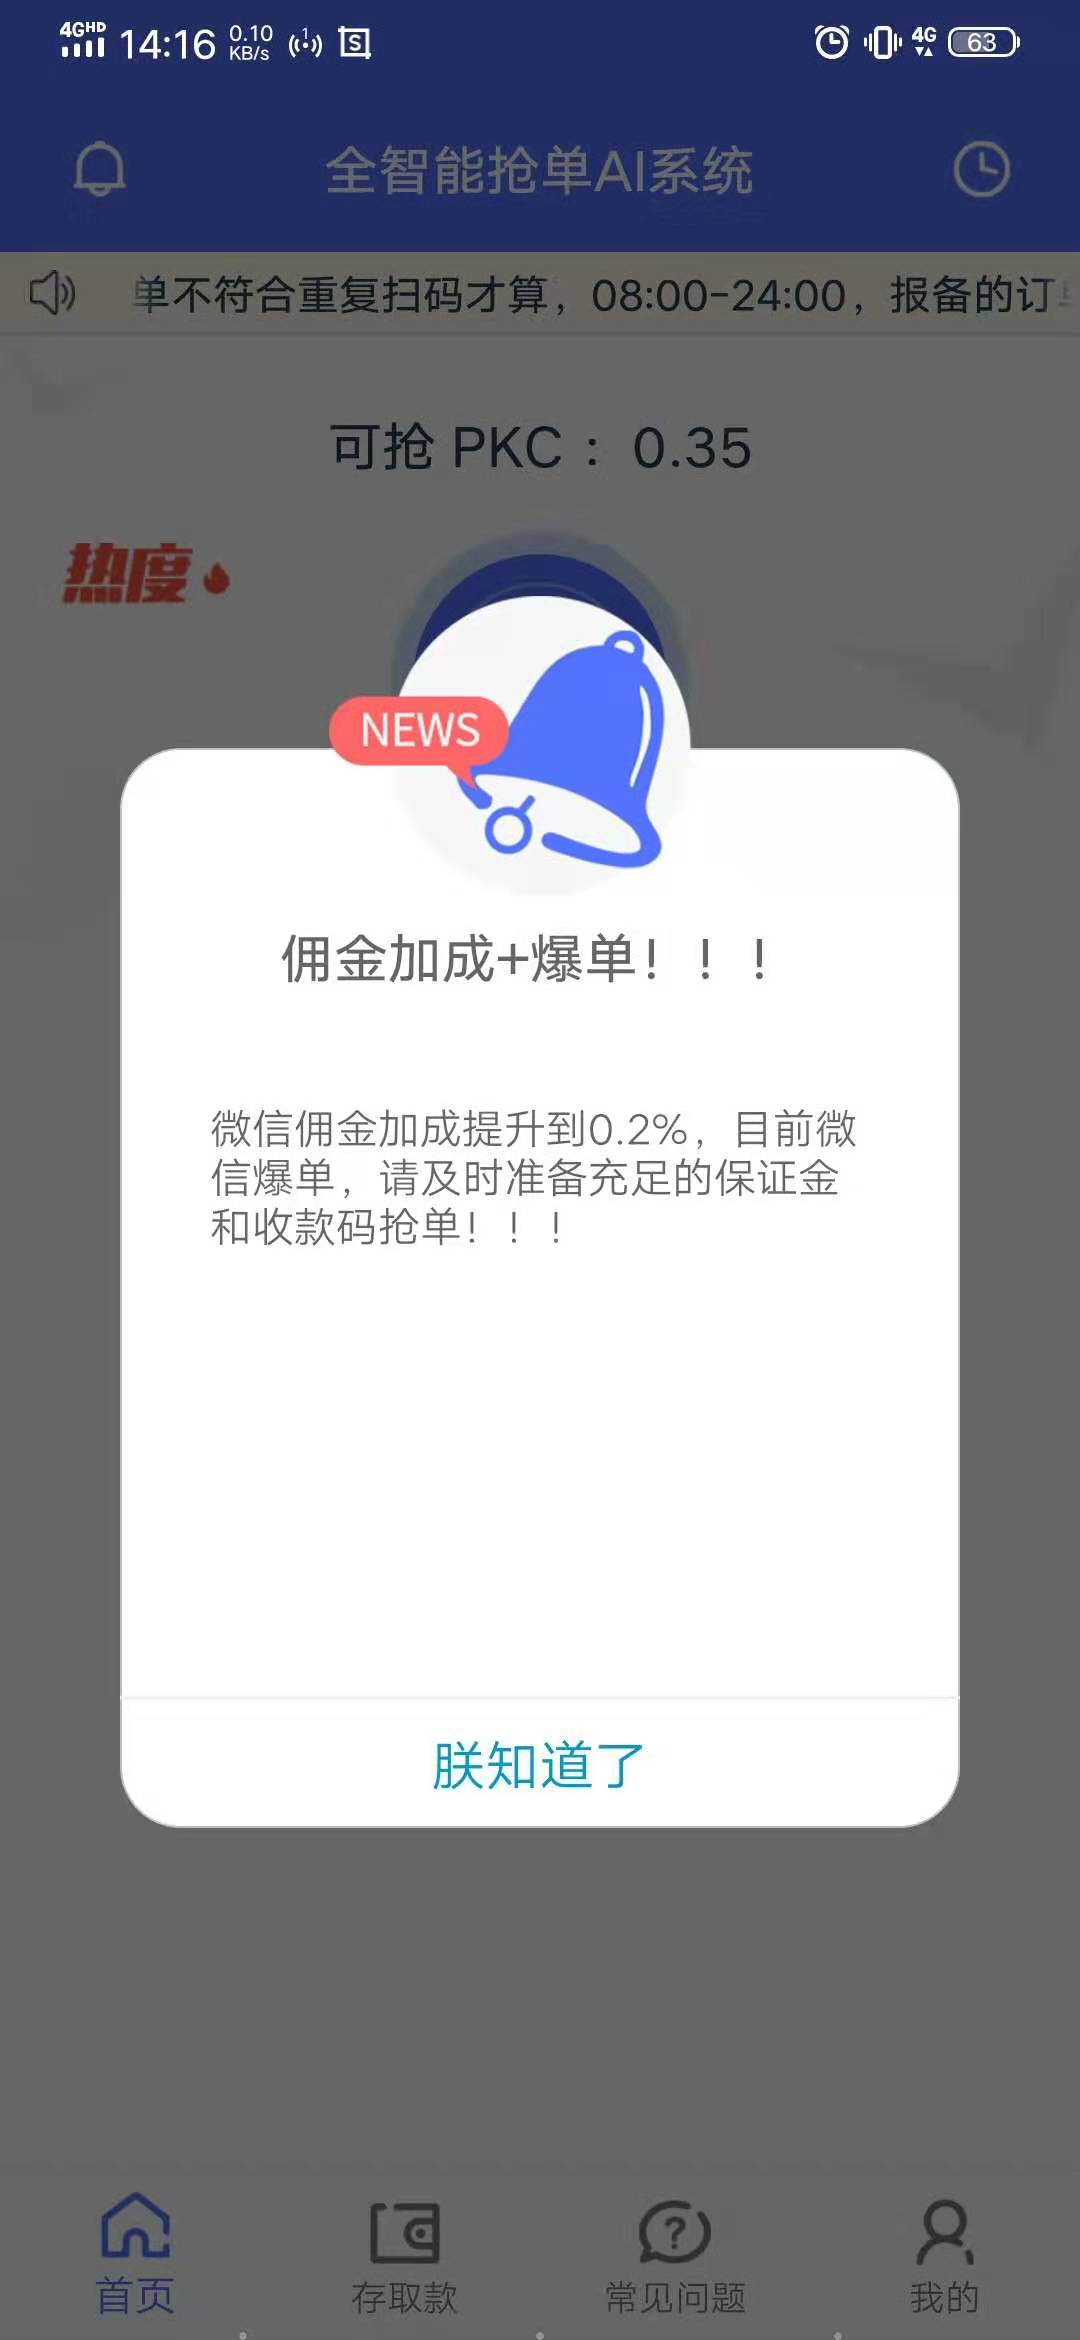 4GHD 14:16 0.10 KB/s 4G 63
全智能抢单AI系统
单不符合重复扫码才算，08:00-24:00，报备的订
可抢 PKC： 0.35
热度
NEWS
佣金加成+爆单！！！
微信佣金加成提升到0.2%，目前微
信爆单，请及时准备充足的保证金
和收款码抢单！！！
朕知道了
首页 存取款 常见问题 我的